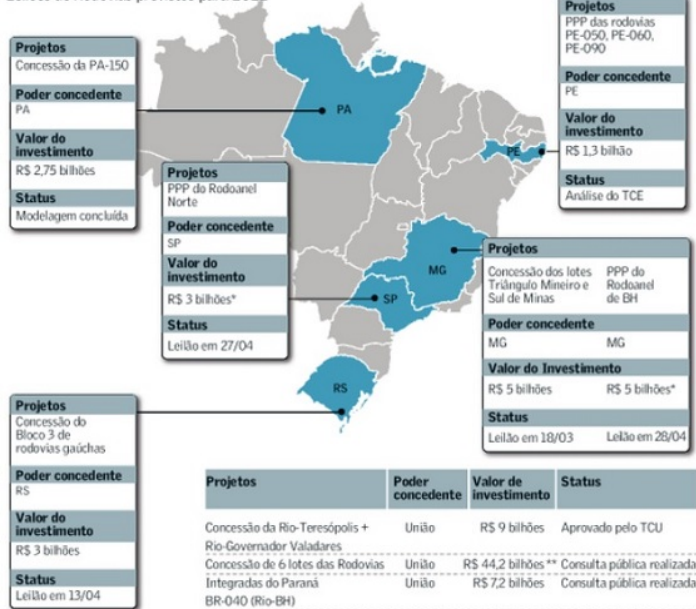 Projetos
Concessão da PA-150
Poder concedente
PA
Valor do
investimento
R$ 2,75 bilhões
Status
Modelagem concluída
Projetos
PPP das rodovias
PE-050, PE-060,
PE-090
Poder concedente
PE
Valor do
investimento
R$ 1,3 bilhão
Status
Análise do TCE
Projetos
PPP do Rodoanel
Norte
Poder concedente
SP
Valor do
investimento
R$ 3 bilhões*
Status
Leilão em 27/04
PA
PE
MG
SP
RS
Projetos
Concessão dos lotes PPP do
Triângulo Mineiro e Rodoanel
Sul de Minas de BH
Poder concedente
MG MG
Valor do Investimento
R$ 5 bilhões R$ 5 bilhões*
Status
Leilão em 18/03 Leilão em 28/04
Projetos
Concessão do
Bloco 3 de
rodovias gaúchas
Poder concedente
RS
Valor do
investimento
R$ 3 bilhões
Status
Leilão em 13/04
Projetos Poder concedente Valor de investimento Status
Concessão da Rio-Teresópolis + União R$ 9 bilhões Aprovado pelo TCU
Rio-Governador Valadares
Concessão de 6 lotes das Rodovias União R$ 44,2 bilhões ** Consulta pública realizada
Integradas do Paraná União R$ 7,2 bilhões Consulta pública realizada
BR-040 (Rio-BH)